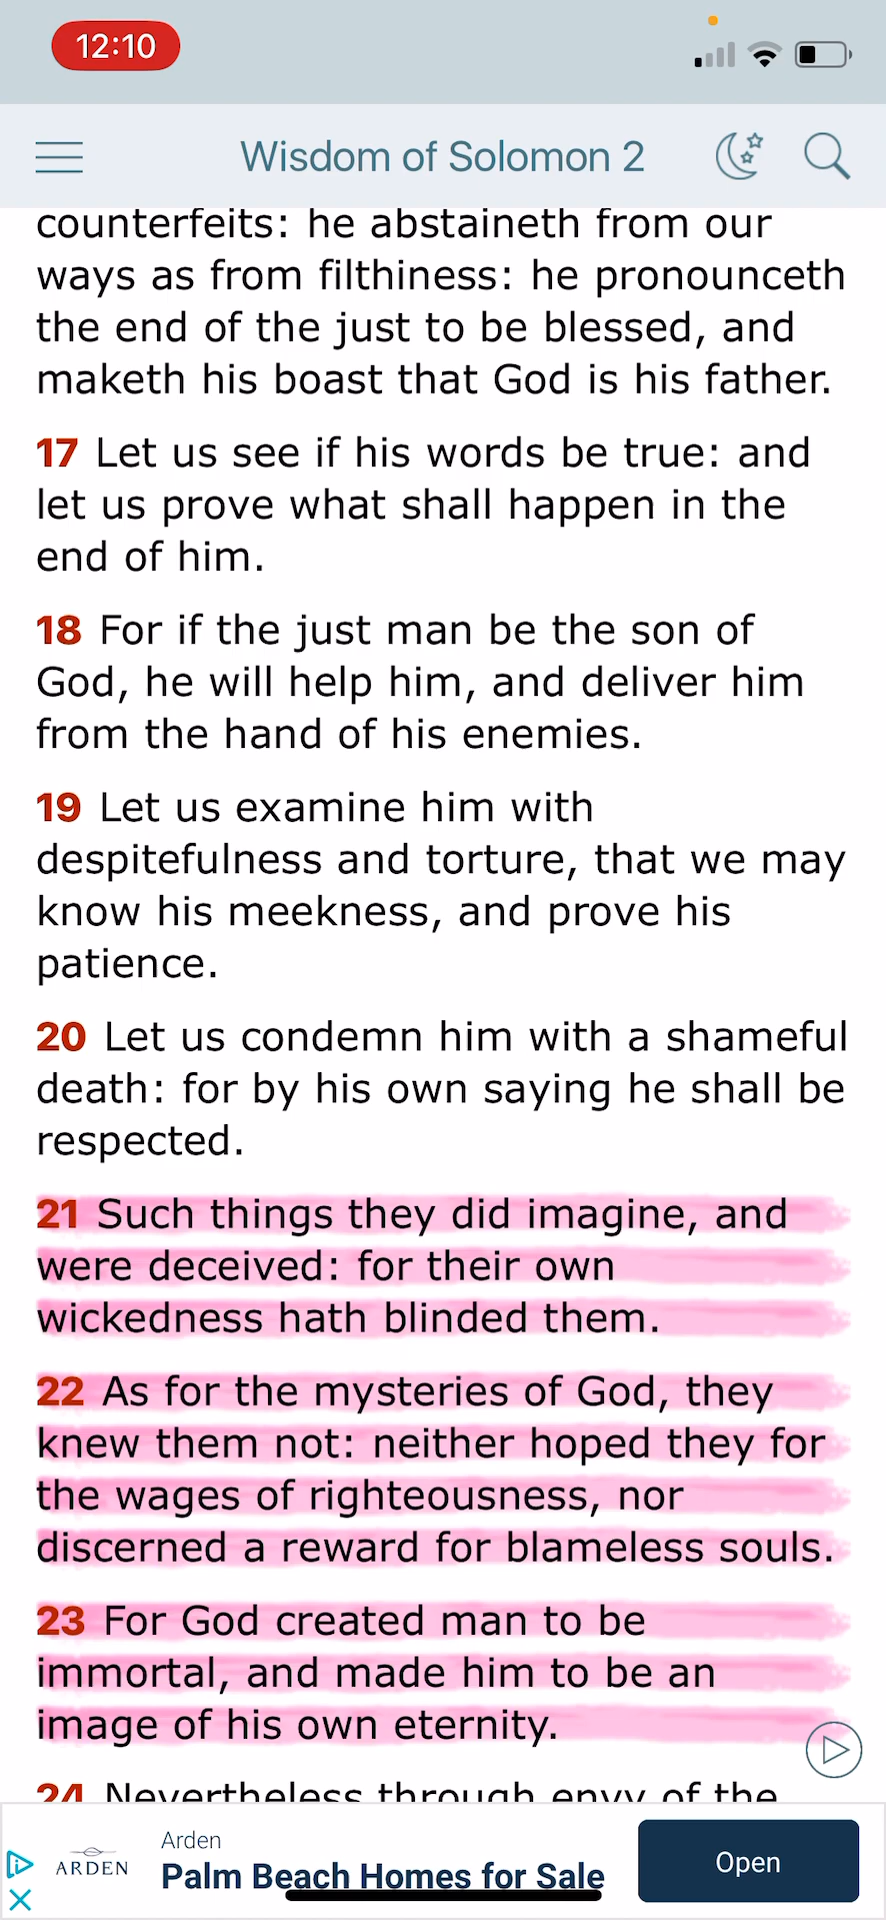 12:10
Wisdom of Solomon 2
counterfeits: he abstaineth from our
ways as from filthiness: he pronounceth
the end of the just to be blessed, and
maketh his boast that God is his father.
17 Let us see if his words be true: and
let us prove what shall happen in the
end of him.
18 For if the just man be the son of
God, he will help him, and deliver him
from the hand of his enemies.
19 Let us examine him with
despitefulness and torture, that we may
know his meekness, and prove his
patience.
20 Let us condemn him with a shameful
death: for by his own saying he shall be
respected.
21 Such things they did imagine, and
were deceived: for their own
wickedness hath blinded them.
22 As for the mysteries of God, they
knew them not: neither hoped they for
the wages of righteousness, nor
discerned a reward for blameless souls.
23 For God created man to be
immortal, and made him to be an
image of his own eternity.
24 Nevertheless through envy of the
Arden
ARDEN
Palm Beach Homes for Sale
Open